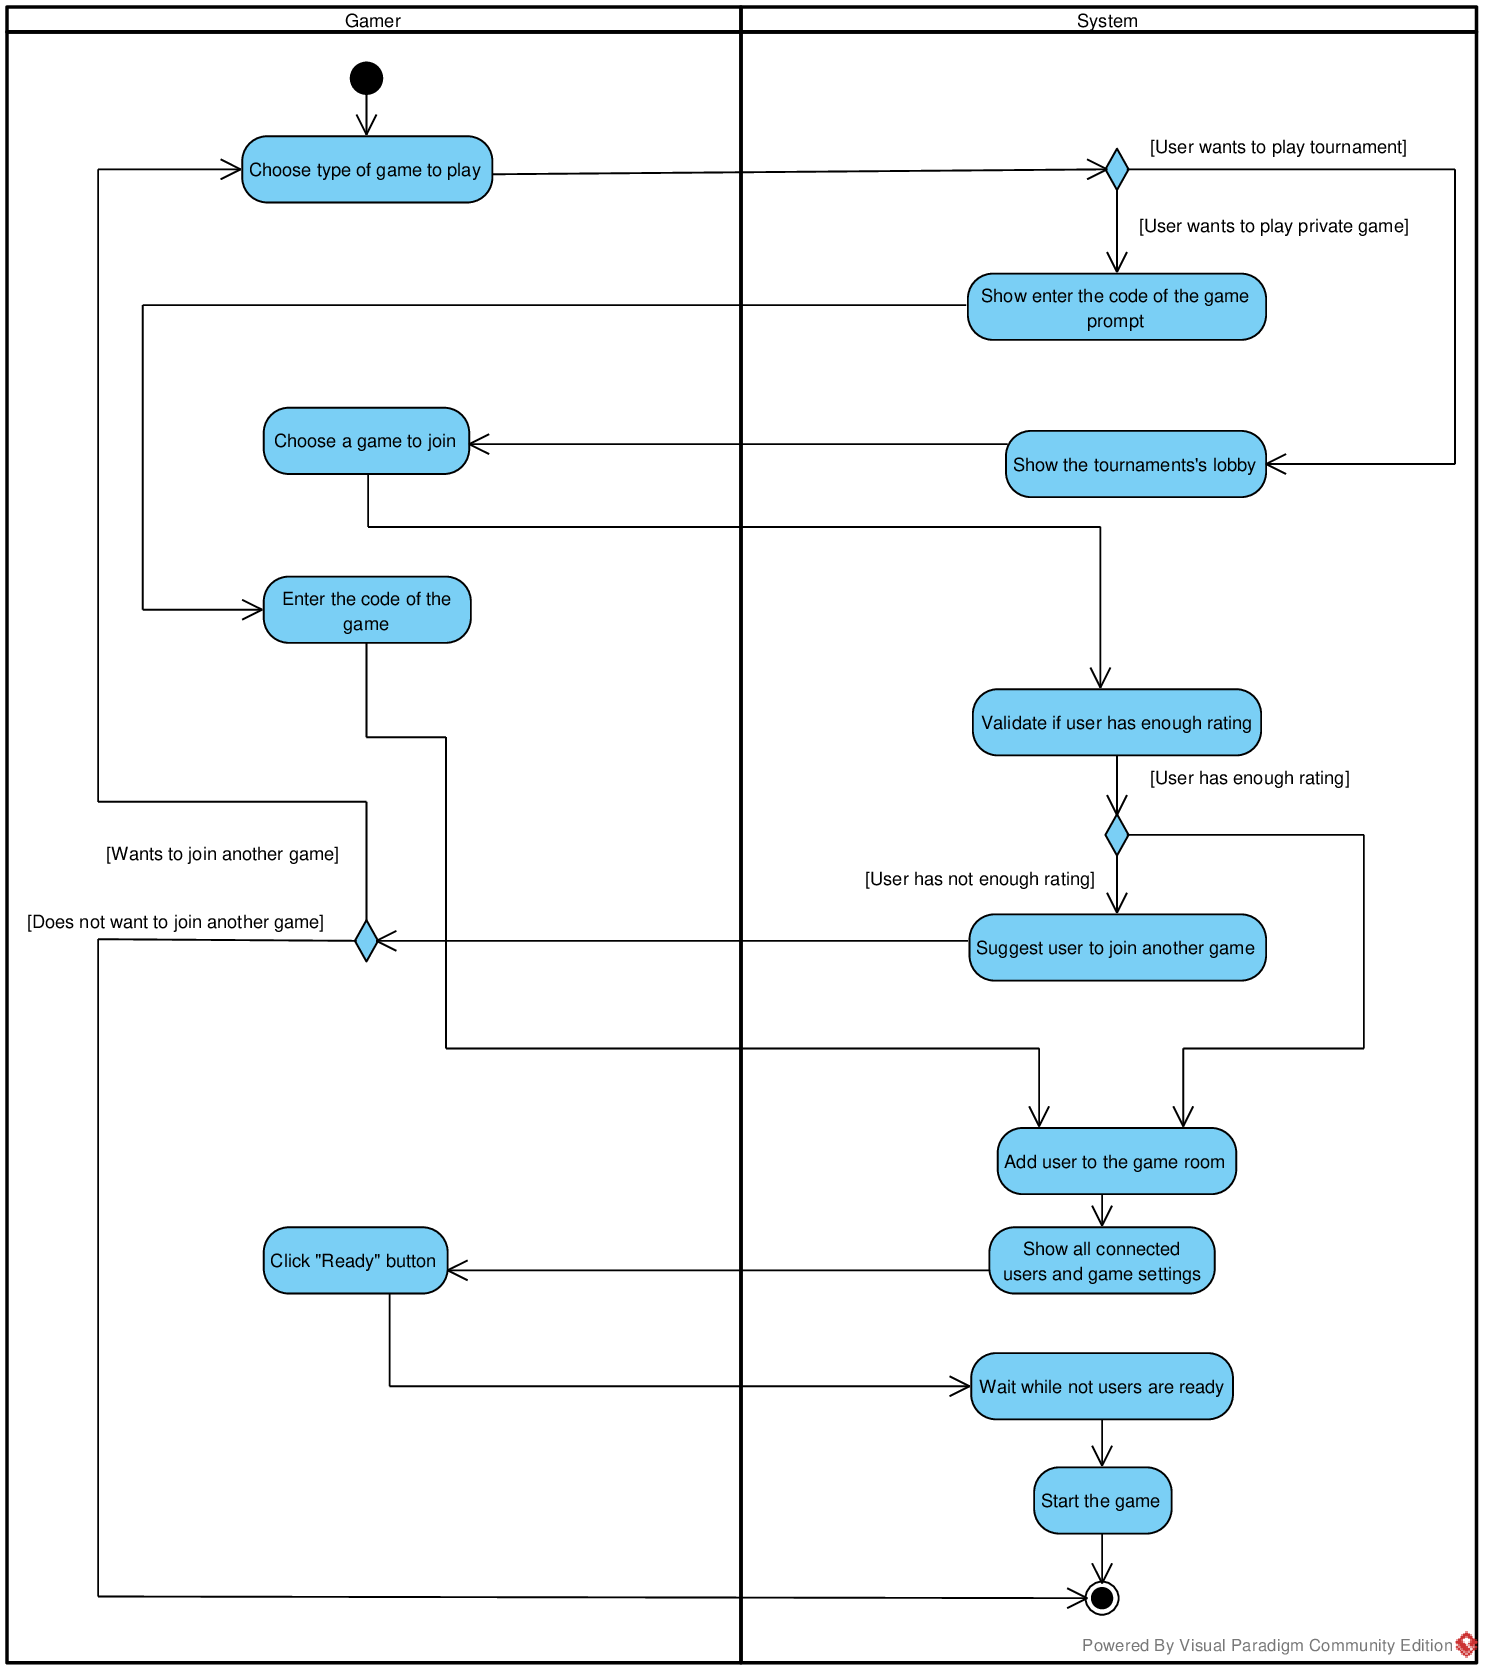 Gamer
System
Choose type of game to play
[User wants to play tournament]
[User wants to play private game]
Show enter the code of the game
prompt
Choose a game to join
Show the tournaments's lobby
Enter the code of the
game
Validate if user has enough rating
[User has enough rating]
[Wants to join another game]
[User has not enough rating]
[Does not want to join another game]
Suggest user to join another game
Add user to the game room
Click "Ready" button
Show all connected
users and game settings
Wait while not users are ready
Start the game
Powered By Visual Paradigm Community Edition